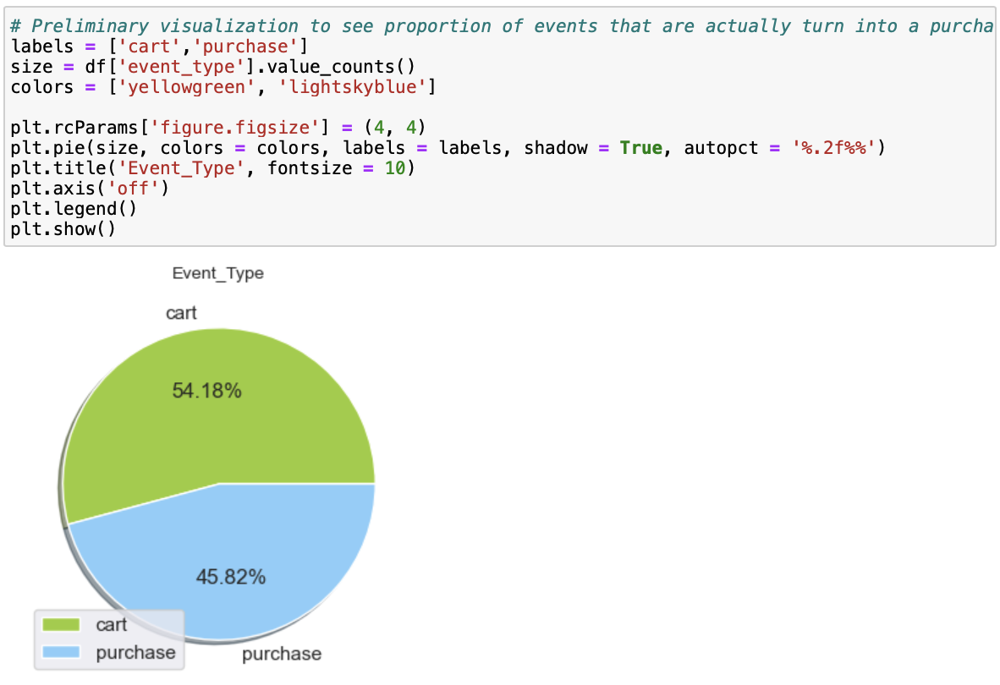 # Preliminary visualization to see proportion of events that are actually turn into a purcha
labels = ['cart','purchase']
size = df['event_type'].value_counts()
colors = ['yellowgreen', 'lightskyblue']

plt.rcParams['figure.figsize'] = (4, 4)
plt.pie(size, colors = colors, labels = labels, shadow = True, autopct = '%.2f%%')
plt.title('Event_Type', fontsize = 10)
plt.axis('off')
plt.legend()
plt.show()
Event_Type
cart
54.18%
45.82%
cart
purchase
purchase